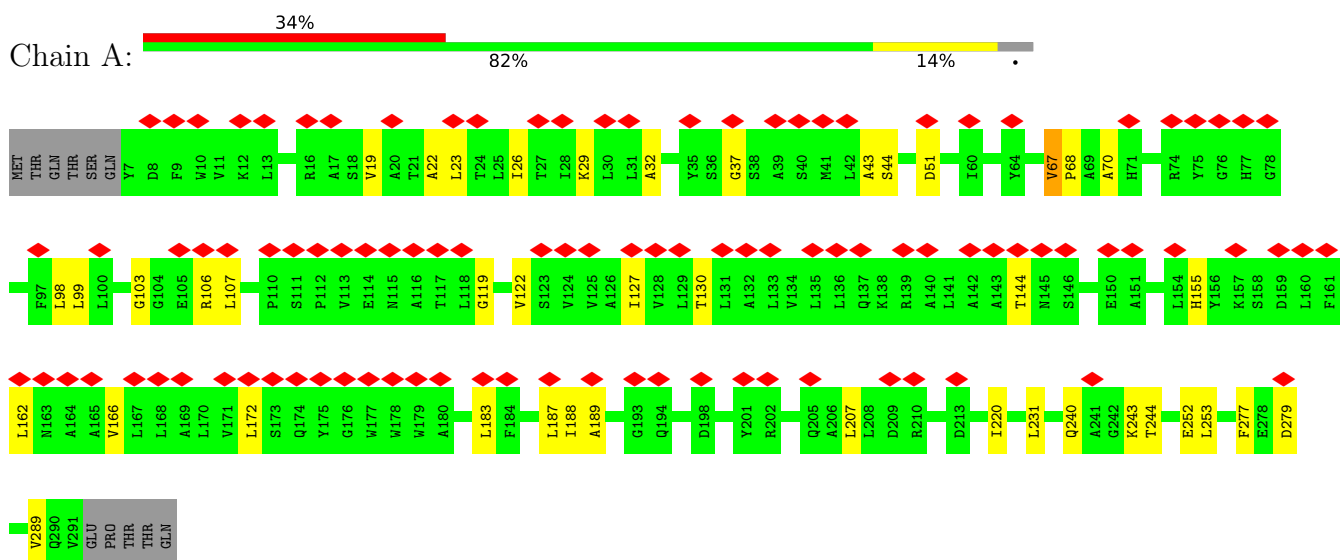 34%
Chain A:
82% 14% •
MET THR GLN THR SER GLN Y7 D8 F9 W10 V11 K12 L13 R16 A17 S18 V19 A20 T21 A22 L23 T24 L25 I26 T27 I28 K29 L30 L31 A32 Y35 S36 G37 S38 A39 S40 M41 L42 A43 S44 D51 I60 Y64 V67 P68 A69 A70 H71 R74 Y75 G76 H77 G78
F97 L98 L99 L100 G103 G104 E105 R106 L107 P110 S111 P112 V113 E114 N115 A116 T117 L118 G119 V122 S123 V124 V125 A126 I127 V128 L129 T130 L131 A132 L133 V134 L135 L136 Q137 K138 R139 A140 L141 A142 A143 T144 N145 S146 E150 A151 L154 H155 Y156 K157 S158 D159 L160 F161
L162 N163 A164 A165 V166 L167 L168 A169 L170 V171 L172 S173 Q174 Y175 G176 W177 W178 W179 A180 L183 F184 L187 I188 A189 G193 Q194 D198 Y201 R202 Q205 A206 L207 L208 D209 R210 D213 I220 L231 Q240 A241 G242 K243 T244 E252 L253 F277 E278 D279
V289 Q290 V291 GLU PRO THR THR GLN